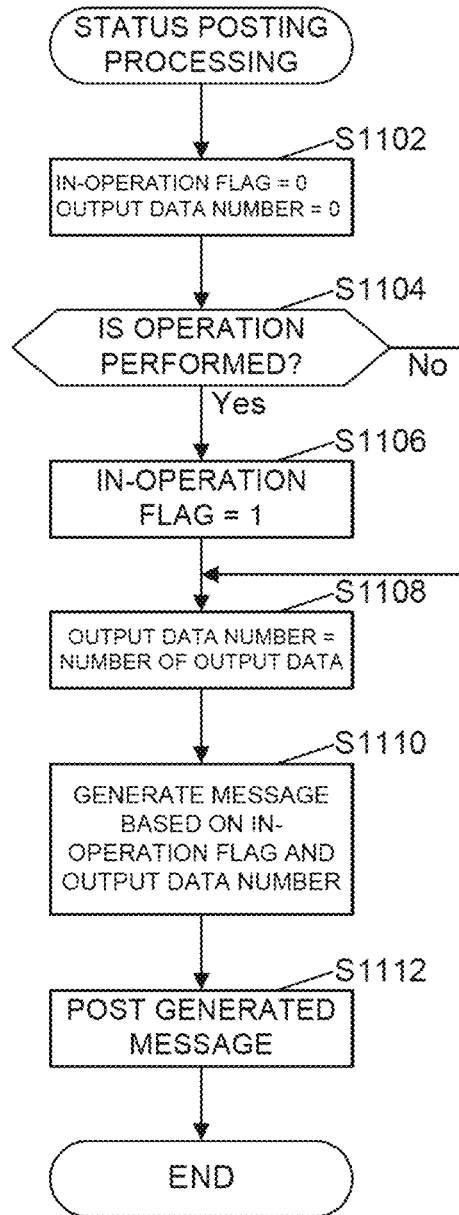 STATUS POSTING
PROCESSING
S1102
IN-OPERATION FLAG = 0
OUTPUT DATA NUMBER = 0
S1104
IS OPERATION
PERFORMED?
No
Yes
S1106
IN-OPERATION
FLAG = 1
S1108
OUTPUT DATA NUMBER =
NUMBER OF OUTPUT DATA
S1110
GENERATE MESSAGE
BASED ON IN-
OPERATION FLAG AND
OUTPUT DATA NUMBER
S1112
POST GENERATED
MESSAGE
END